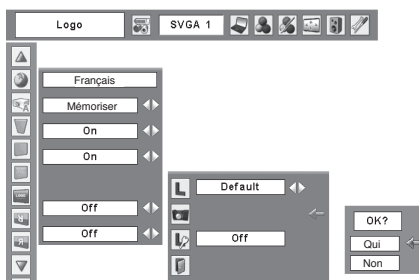 Logo
SVGA 1
Français
Mémoriser
On
On
Off
Off
Default
Off
OK?
Qui
Non